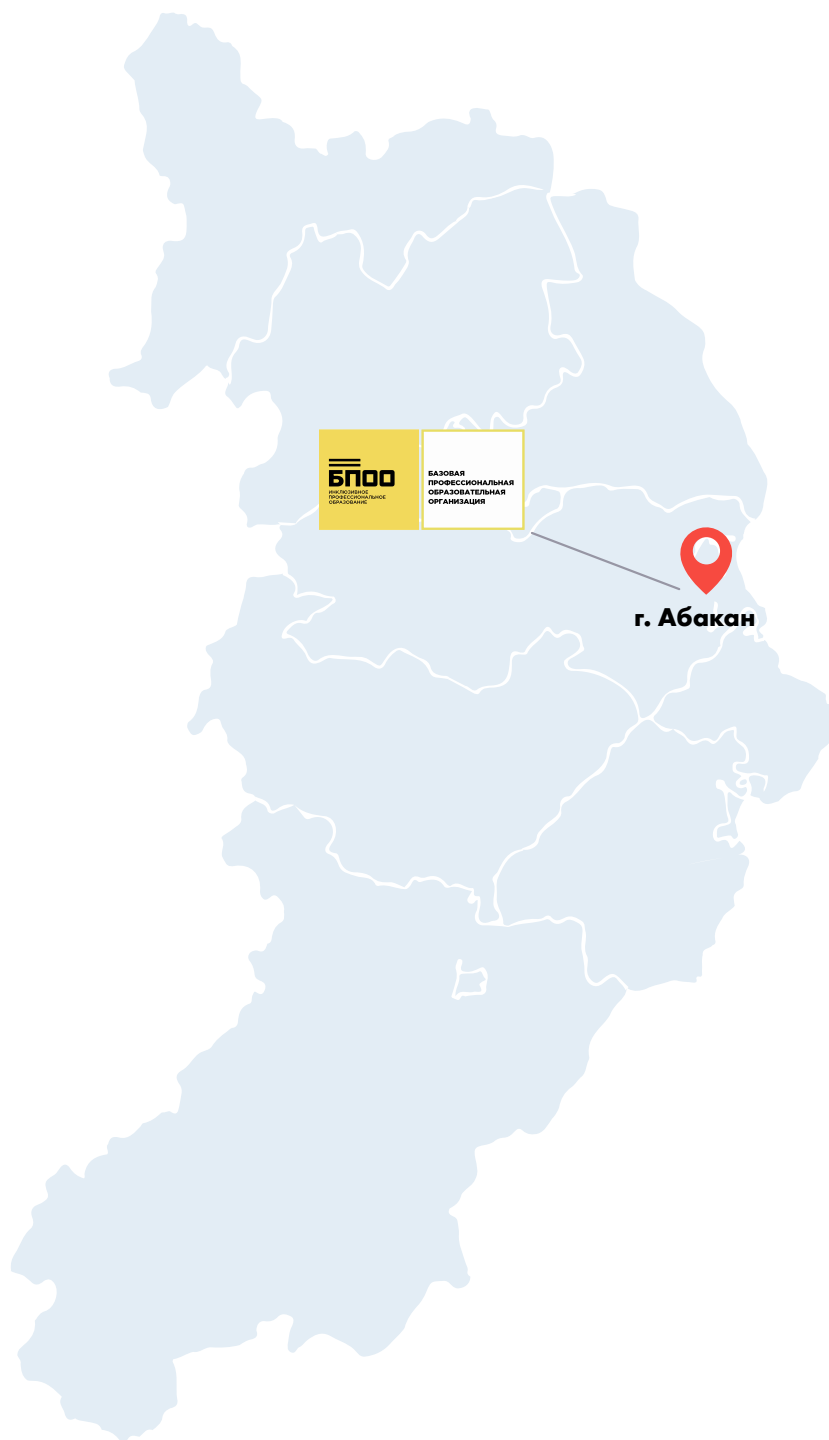 БПОО
ИНКЛЮЗИВНОЕ
ПРОФЕССИОНАЛЬНОЕ
ОБРАЗОВАНИЕ
БАЗОВАЯ
ПРОФЕССИОНАЛЬНАЯ
ОБРАЗОВАТЕЛЬНАЯ
ОРГАНИЗАЦИЯ
г. Абакан